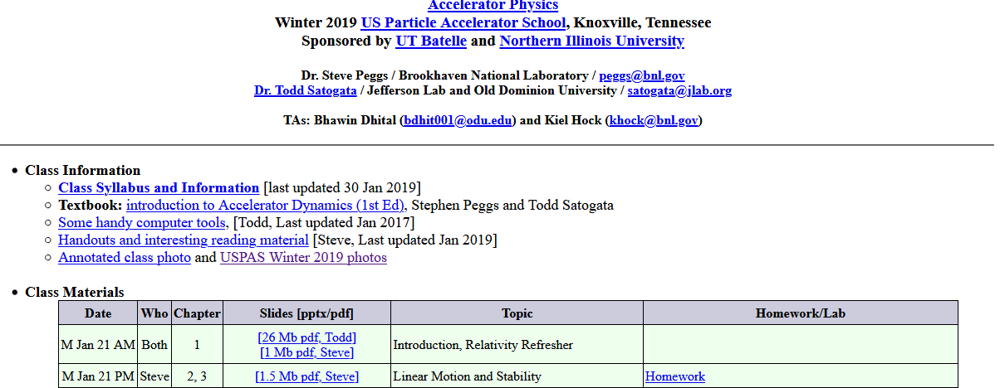 Accelerator Physics
Winter 2019 US Particle Accelerator School, Knoxville, Tennessee
Sponsored by UT Batelle and Northern Illinois University
Dr. Steve Peggs / Brookhaven National Laboratory / peggs@bnl.gov
Dr. Todd Satogata / Jefferson Lab and Old Dominion University / satogata@jlab.org
TAs: Bhawin Dhital (bdhit001@odu.edu) and Kiel Hock (khock@bnl.gov)
Class Information
Class Syllabus and Information [last updated 30 Jan 2019]
Textbook: introduction to Accelerator Dynamics (1st Ed), Stephen Peggs and Todd Satogata
Some handy computer tools, [Todd, Last updated Jan 2017]
Handouts and interesting reading material [Steve, Last updated Jan 2019]
Annotated class photo and USPAS Winter 2019 photos
Class Materials
Date Who Chapter Slides [pptx/pdf] Topic Homework/Lab
M Jan 21 AM Both 1 [26 Mb pdf, Todd] Introduction, Relativity Refresher
[1 Mb pdf, Steve]
M Jan 21 PM Steve 2, 3 [1.5 Mb pdf, Steve] Linear Motion and Stability Homework